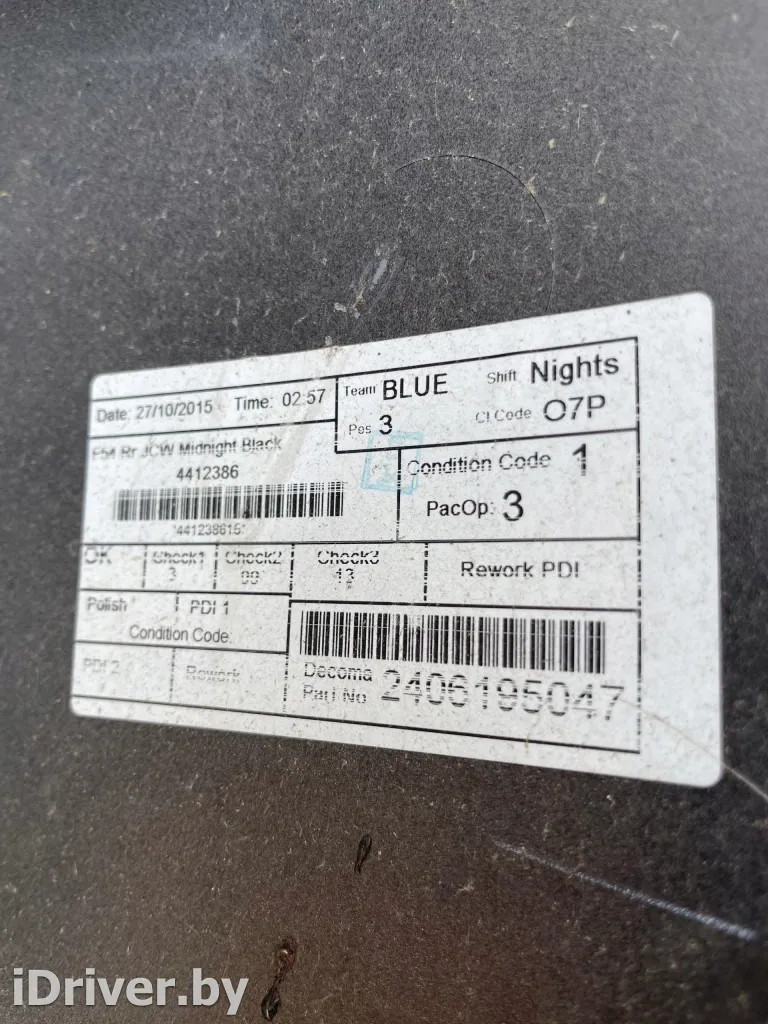 Date: 27/10/2015 Time: 02:57
Team BLUE Shift Nights
Pos 3 Cl Code O7P
F54 Rr JCW Midnight Black
4412386
*441238615*
Condition Code 1
PacOp: 3
OK Check1 Check2 Check3 Rework PDI
3 99 13
Polish PDI 1
Condition Code:
PDI 2 Rework
Decoma
Part No 2406195047
iDriver.by